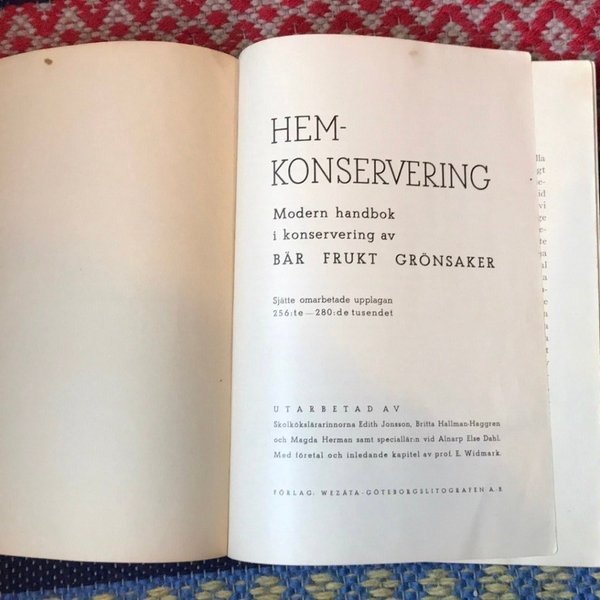 HEM-
KONSERVERING
Modern handbok
i konservering av
BÄR FRUKT GRÖNSAKER
Sjätte omarbetade upplagan
256:te—280:de tusendet
UTARBETAD AV
Skolkökslärarinnorna Edith Jonsson, Britta Hallman-Haggren
och Magda Herman samt speciallär:n vid Alnarp Else Dahl.
Med företal och inledande kapitel av prof. E. Widmark.
FÖRLAG: WEZÄTA-GÖTEBORGSLITOGRAFEN A.-B.